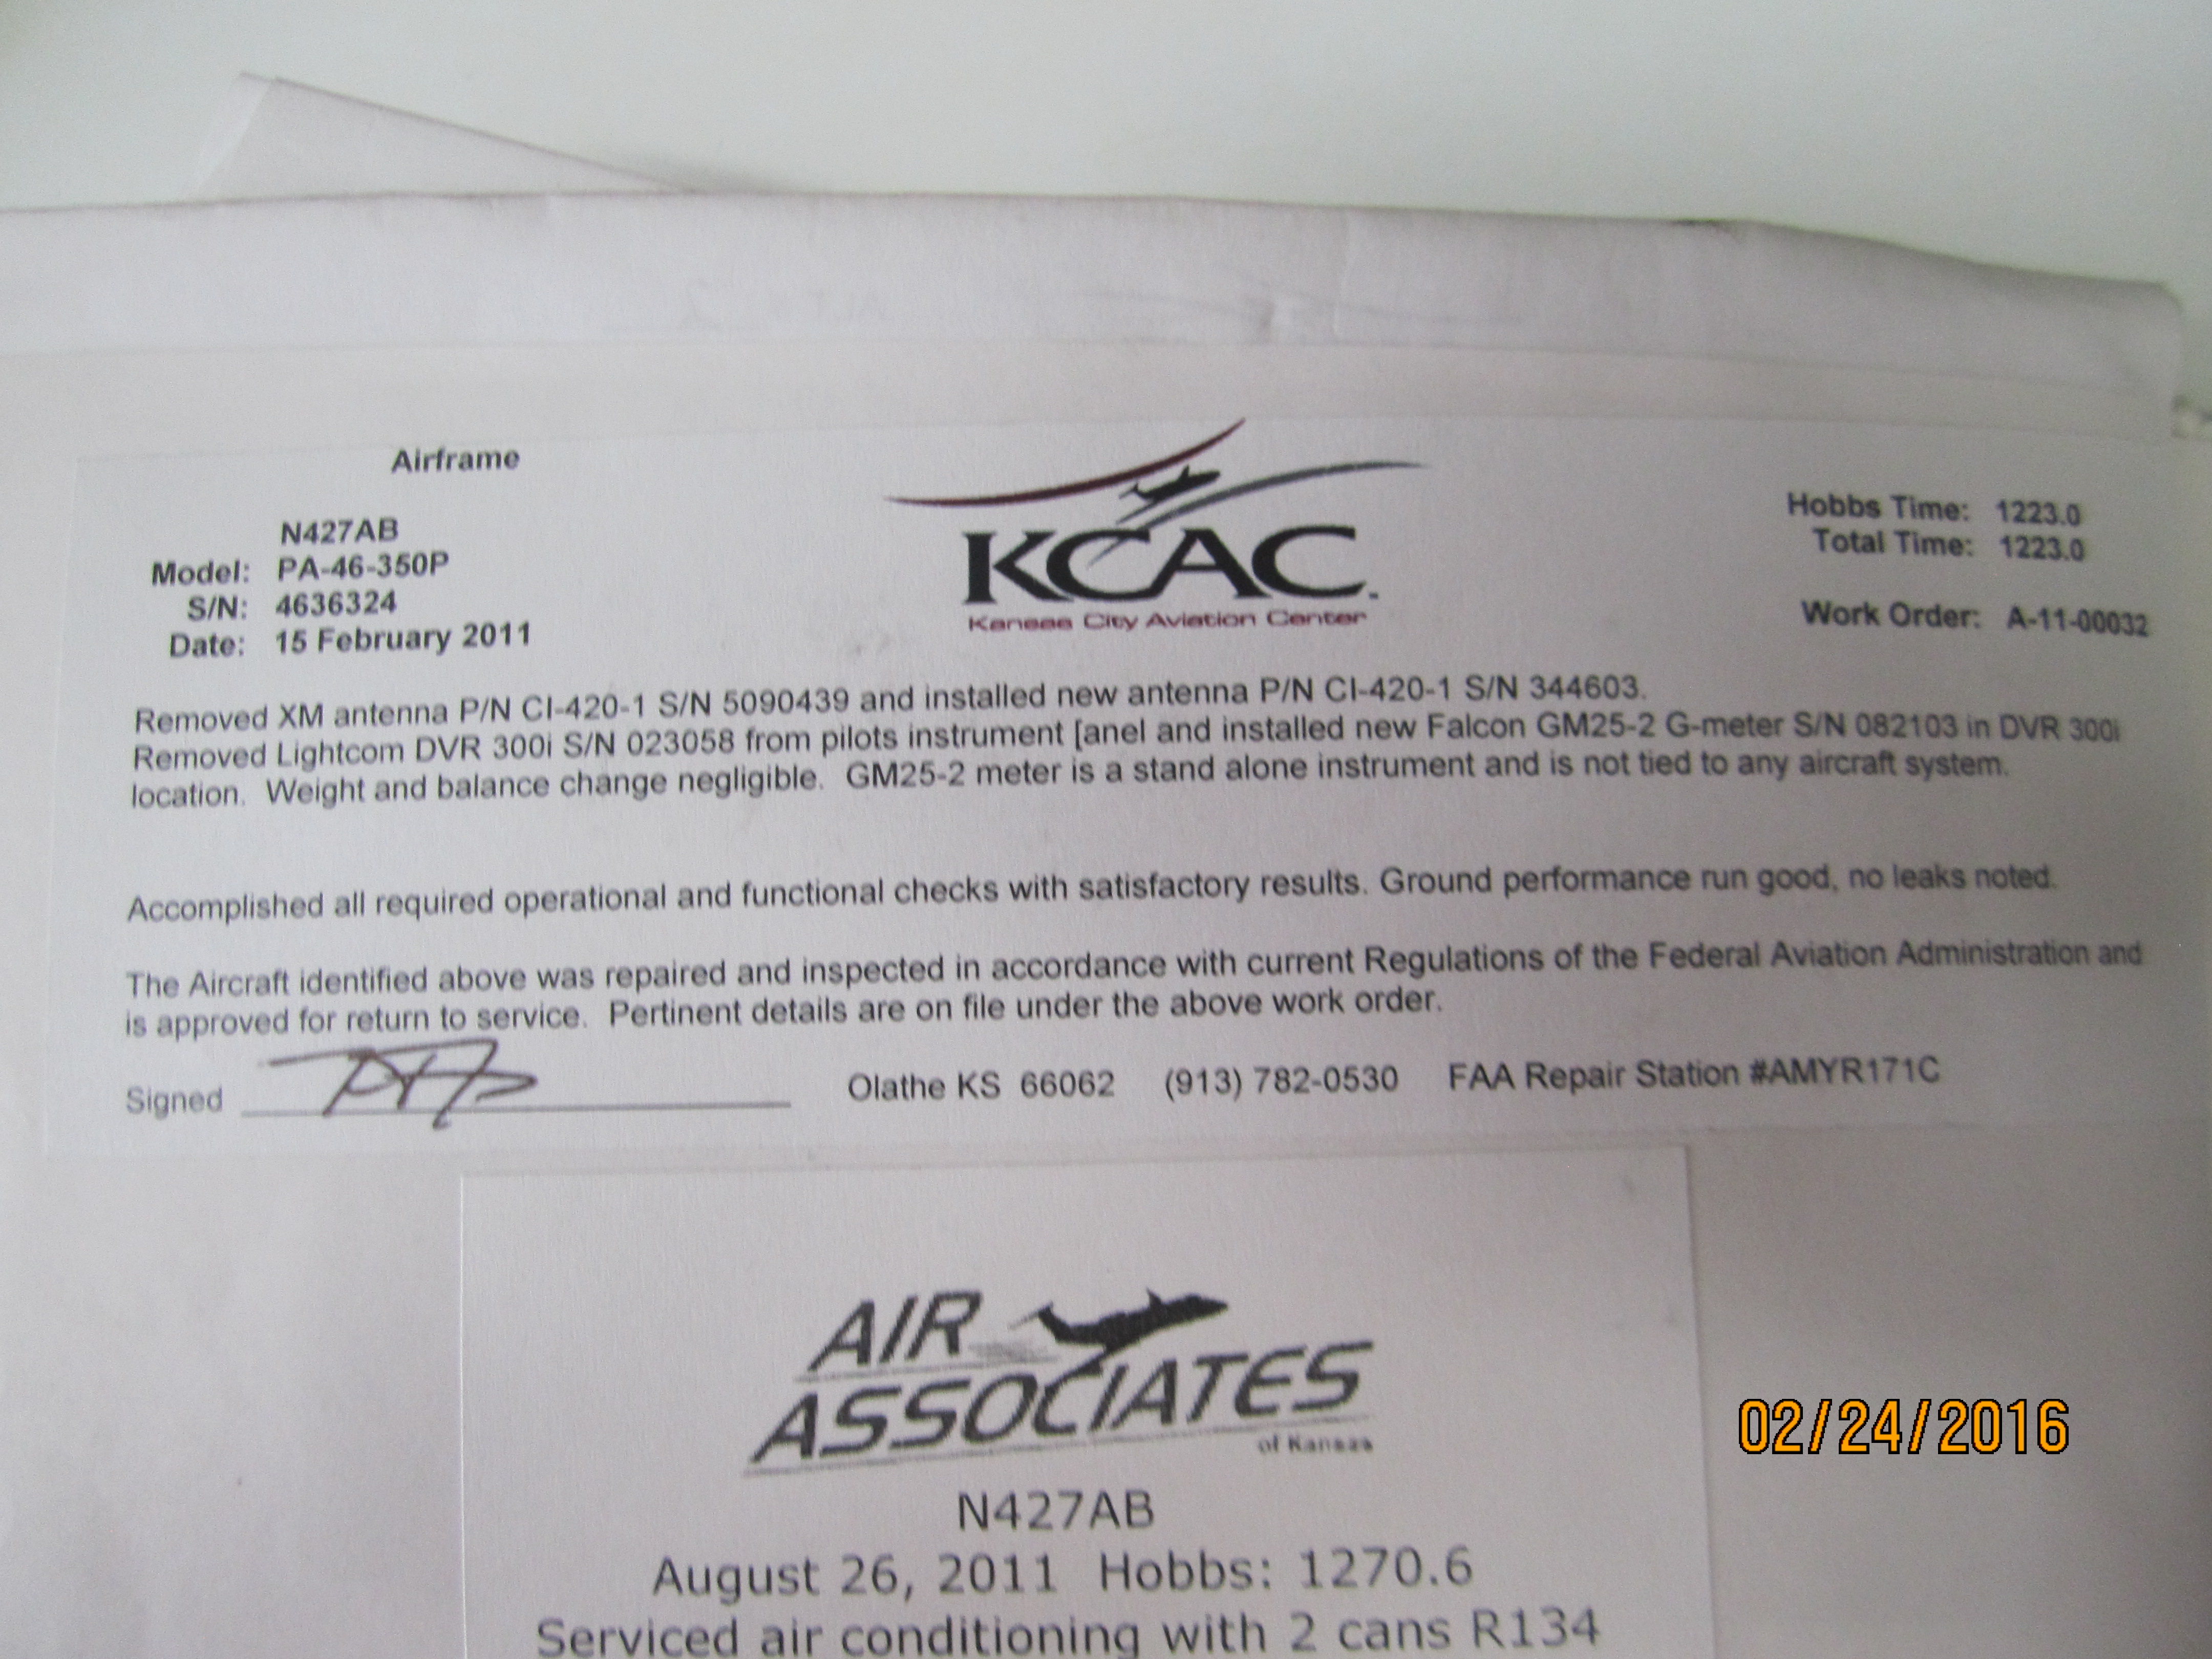 Airframe
N427AB
Model: PA-46-350P
S/N: 4636324
Date: 15 February 2011
KCAC
Kansas City Aviation Center
Hobbs Time: 1223.0
Total Time: 1223.0
Work Order: A-11-00032
Removed XM antenna P/N CI-420-1 S/N 5090439 and installed new antenna P/N CI-420-1 S/N 344603.
Removed Lightcom DVR 300i S/N 023058 from pilots instrument [anel and installed new Falcon GM25-2 G-meter S/N 082103 in DVR 300i
location. Weight and balance change negligible. GM25-2 meter is a stand alone instrument and is not tied to any aircraft system.
Accomplished all required operational and functional checks with satisfactory results. Ground performance run good, no leaks noted.
The Aircraft identified above was repaired and inspected in accordance with current Regulations of the Federal Aviation Administration and
is approved for return to service. Pertinent details are on file under the above work order.
Signed Olathe KS 66062 (913) 782-0530 FAA Repair Station #AMYR171C
AIR
ASSOCIATES
of Kansas
N427AB
August 26, 2011 Hobbs: 1270.6
Serviced air conditioning with 2 cans R134
02/24/2016